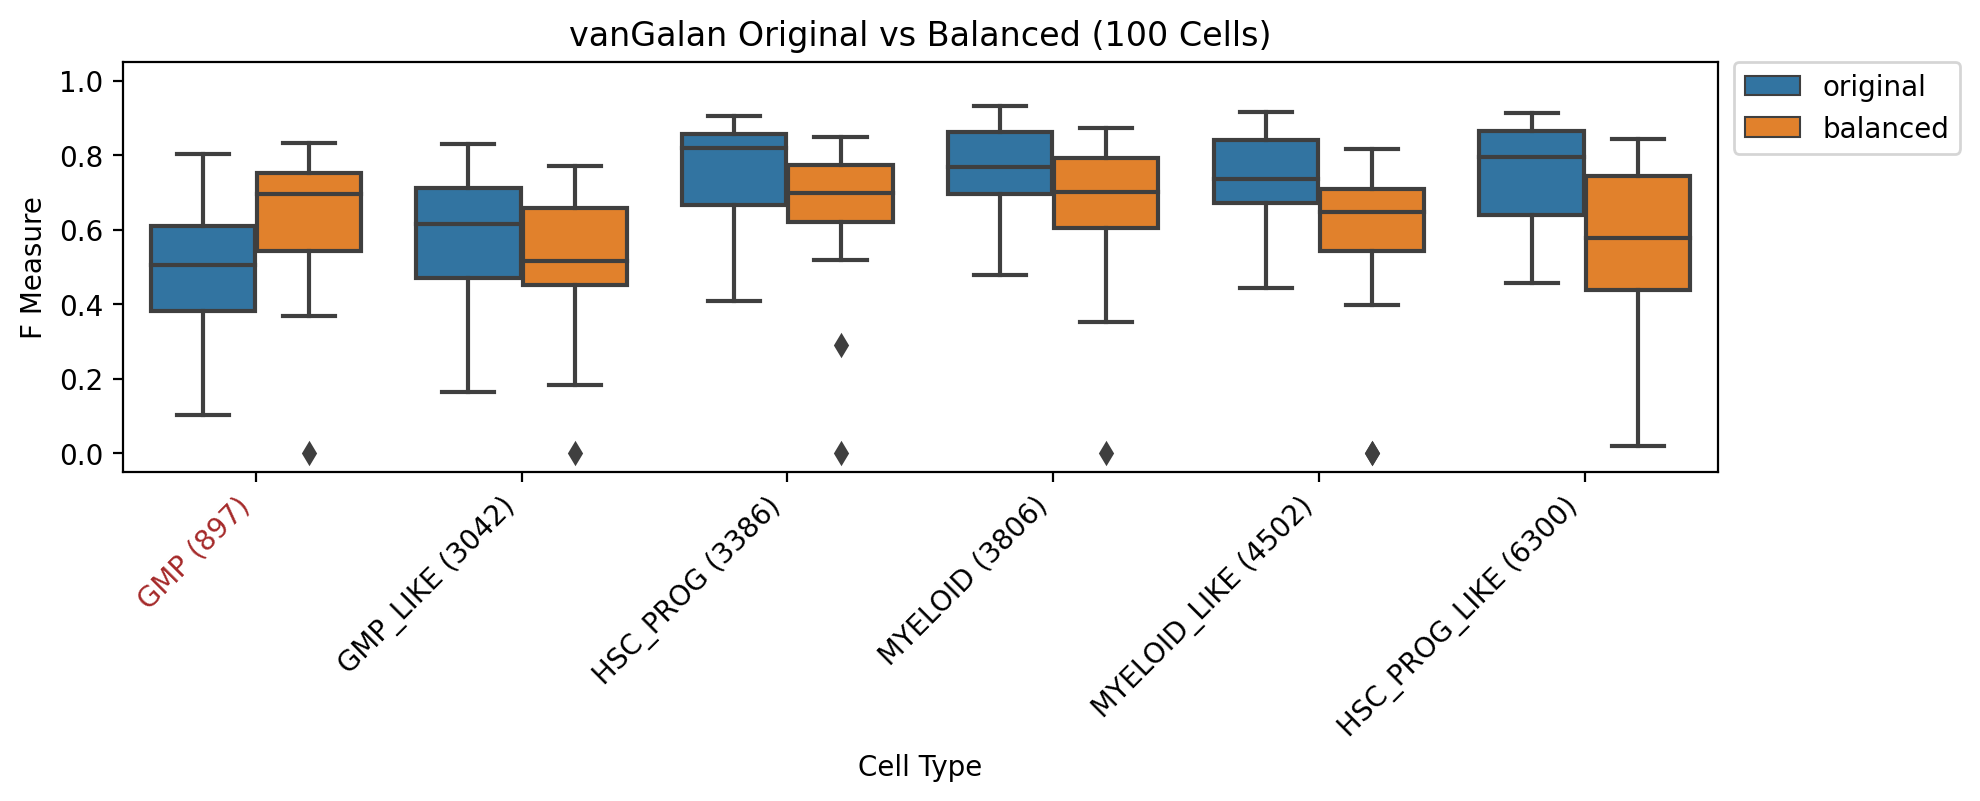 vanGalan Original vs Balanced (100 Cells)
original
balanced
F Measure
1.0
0.8
0.6
0.4
0.2
0.0
GMP (897)
GMP_LIKE (3042)
HSC_PROG (3386)
MYELOID (3806)
MYELOID_LIKE (4502)
HSC_PROG_LIKE (6300)
Cell Type